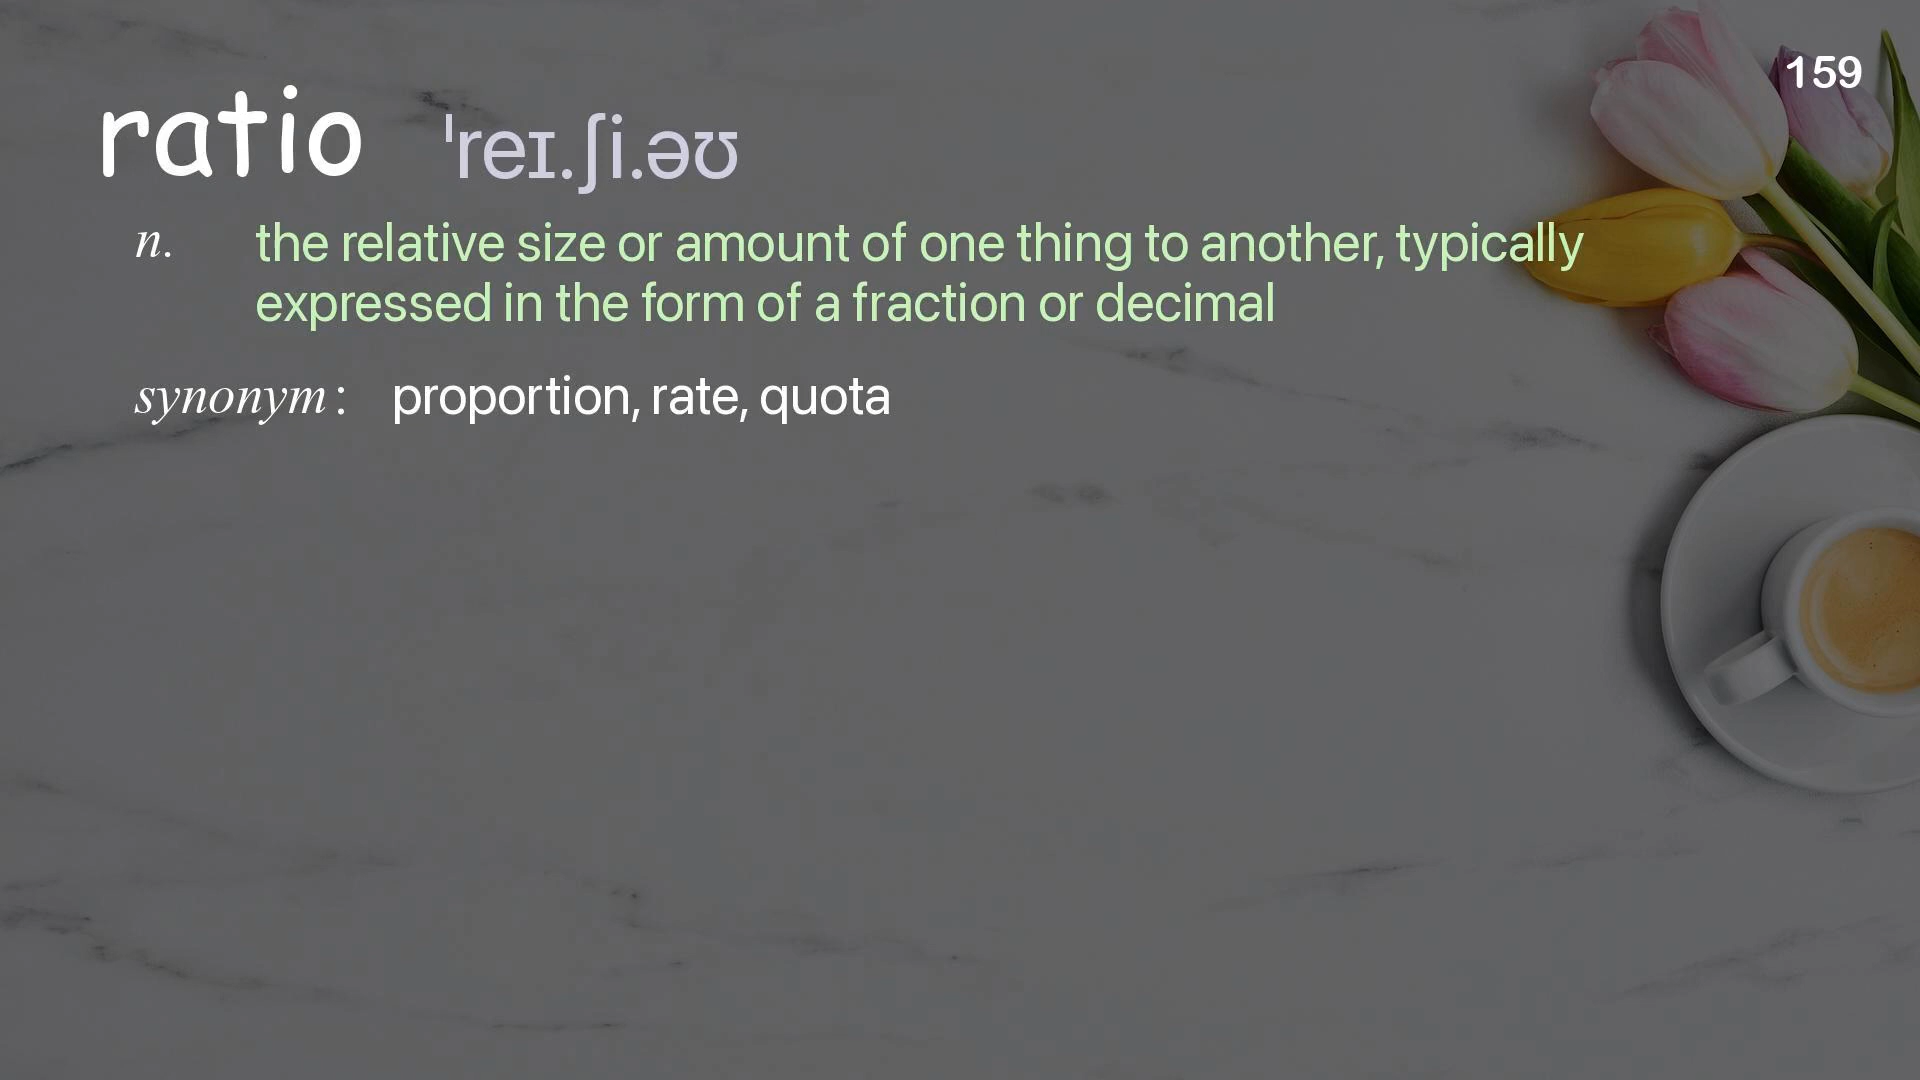 159
ratio ˈreɪ.ʃi.əʊ
n. the relative size or amount of one thing to another, typically
expressed in the form of a fraction or decimal
synonym: proportion, rate, quota